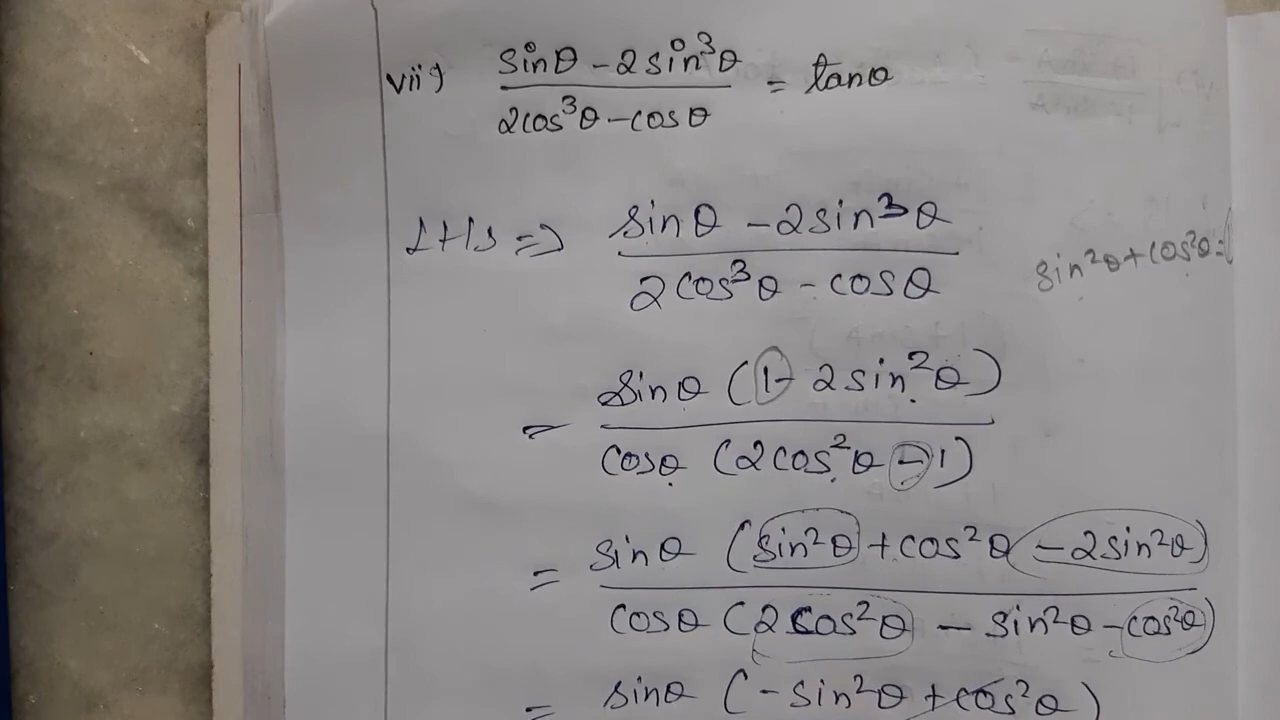 vii) sinθ - 2sin³θ / 2cos³θ - cosθ = tanθ
LHS => sinθ - 2sin³θ / 2cos³θ - cosθ
sin²θ + cos²θ = 1
= sinθ (1 - 2sin²θ) / cosθ (2cos²θ - 1)
= sinθ (sin²θ + cos²θ - 2sin²θ) / cosθ (2cos²θ - sin²θ - cos²θ)
= sinθ (-sin²θ + cos²θ)